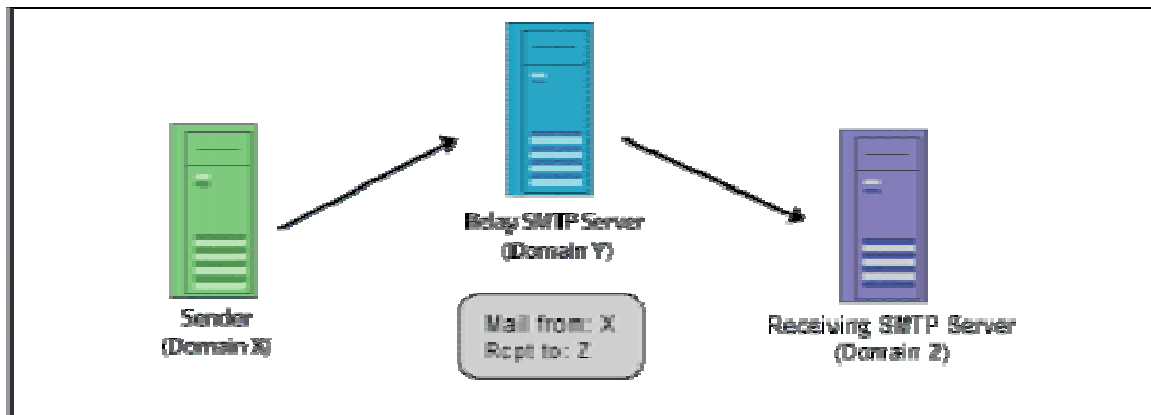 Relay SMTP Server
(Domain Y)
Sender
(Domain X)
Mail from: X
Rcpt to: Z
Receiving SMTP Server
(Domain Z)